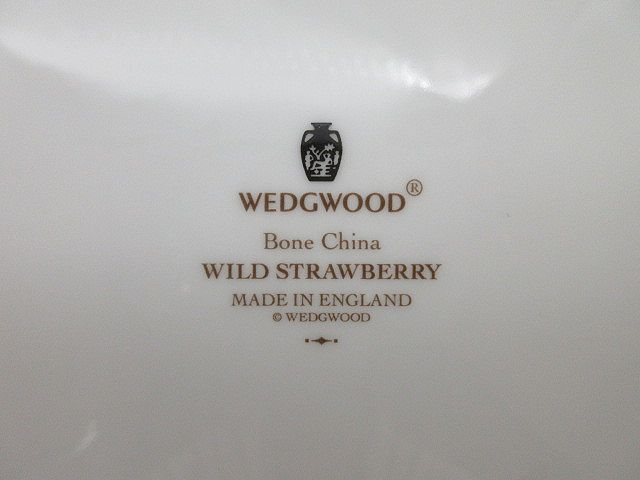 WEDGWOOD®
Bone China
WILD STRAWBERRY
MADE IN ENGLAND
© WEDGWOOD